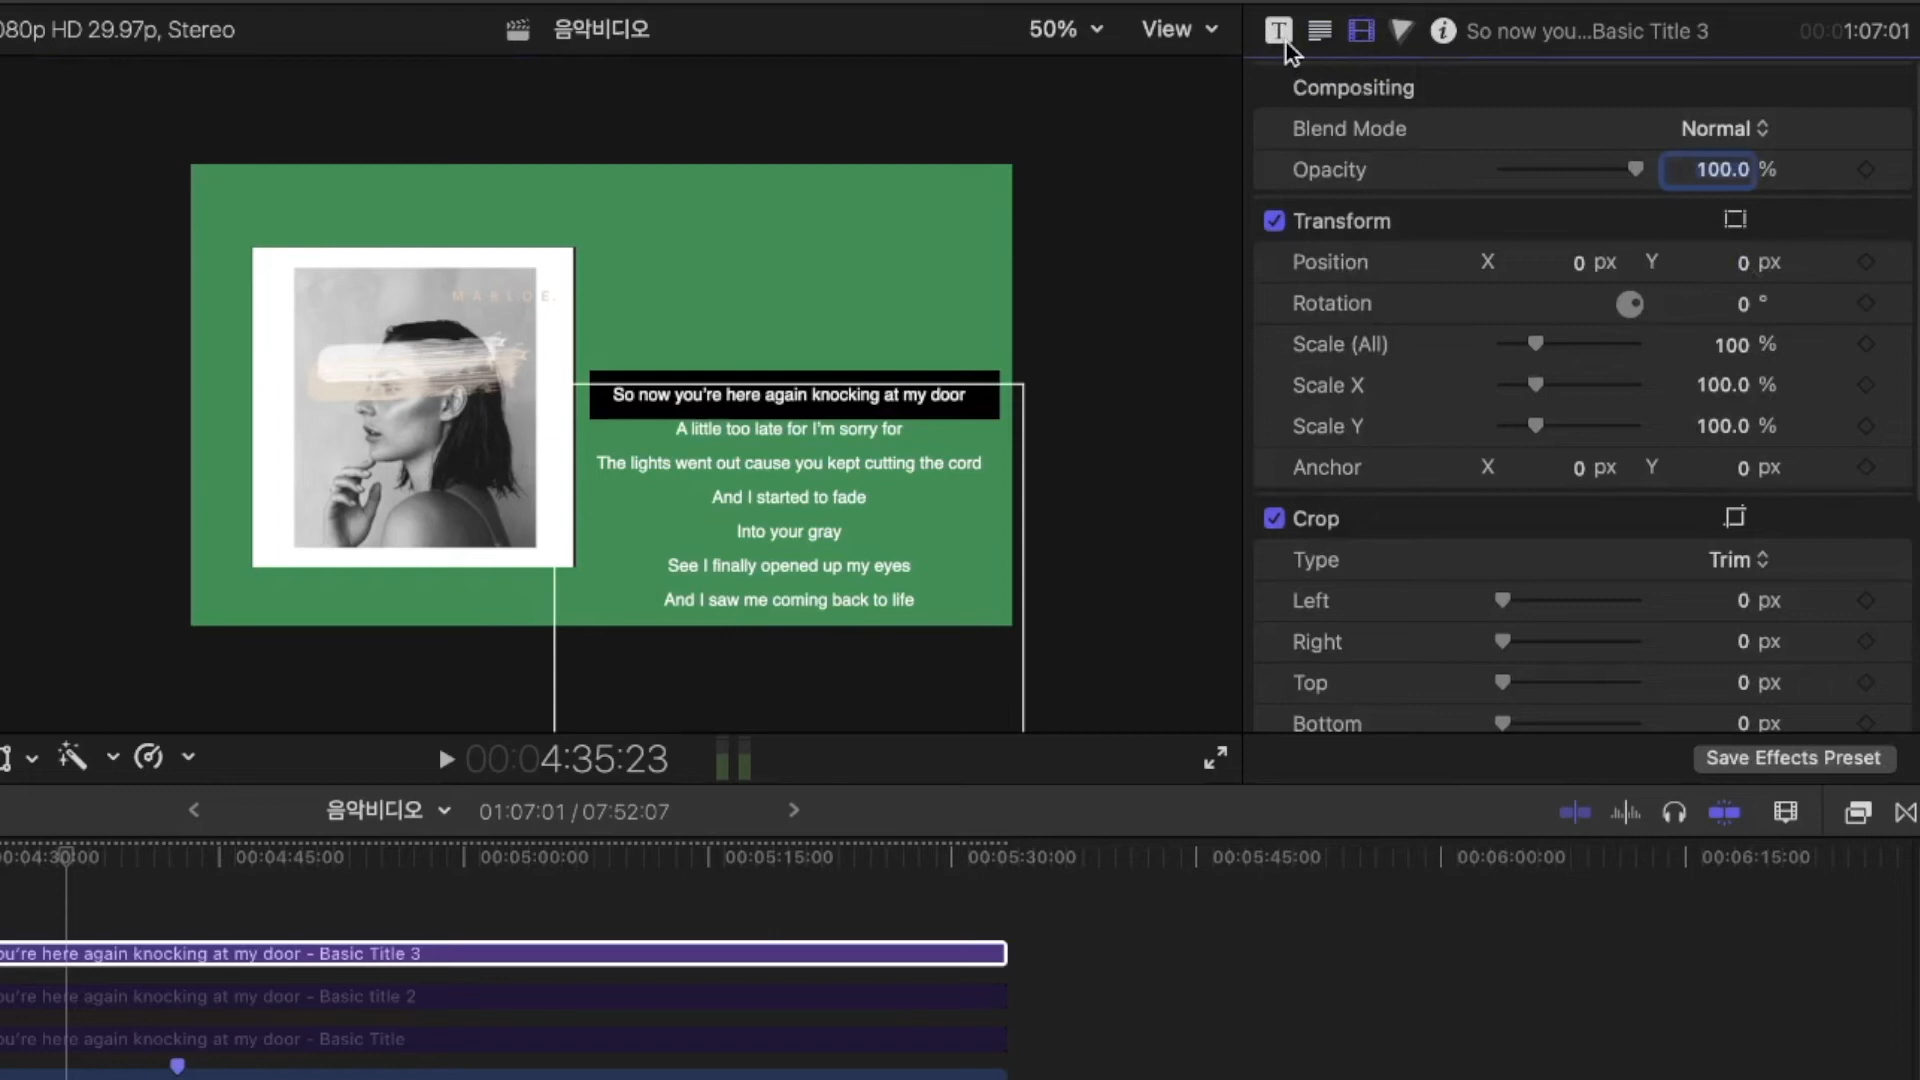 080p HD 29.97p, Stereo
음악비디오
50%
View
T
So now you...Basic Title 3
00:01:07:01
Compositing
Blend Mode
Normal
Opacity
100.0 %
Transform
Position
X
0 px
Y
0 px
Rotation
0 °
Scale (All)
100 %
Scale X
100.0 %
Scale Y
100.0 %
Anchor
X
0 px
Y
0 px
Crop
Type
Trim
Left
0 px
Right
0 px
Top
0 px
Bottom
0 px
Save Effects Preset
MARLOE.
So now you're here again knocking at my door
A little too late for I'm sorry for
The lights went out cause you kept cutting the cord
And I started to fade
Into your gray
See I finally opened up my eyes
And I saw me coming back to life
00:04:35:23
음악비디오
01:07:01 / 07:52:07
00:04:30:00
00:04:45:00
00:05:00:00
00:05:15:00
00:05:30:00
00:05:45:00
00:06:00:00
00:06:15:00
ou're here again knocking at my door - Basic Title 3
ou're here again knocking at my door - Basic title 2
ou're here again knocking at my door - Basic Title